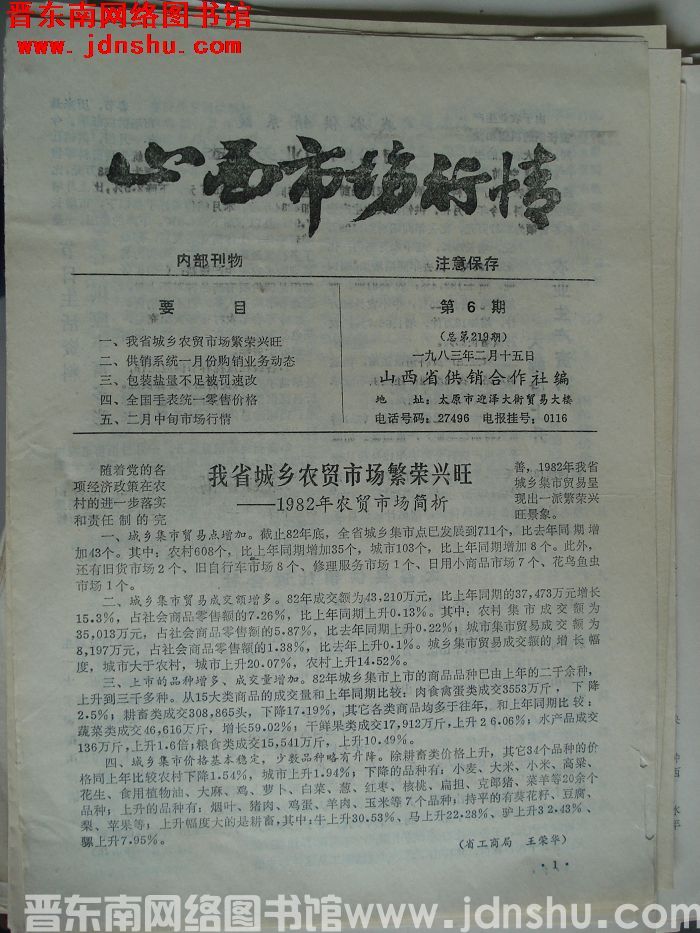 晋东南网络图书馆
www.jdnshu.com
山西市场行情
内部刊物
注意保存
要 目
一、我省城乡农贸市场繁荣兴旺
二、供销系统一月份购销业务动态
三、包装盐量不足被罚速改
四、全国手表统一零售价格
五、二月中旬市场行情
第 6 期
(总第219期)
一九八三年二月十五日
山西省供销合作社编
地 址：太原市迎泽大街贸易大楼
电话号码：27496 电报挂号：0116
我省城乡农贸市场繁荣兴旺
——1982年农贸市场简析
随着党的各
项经济政策在农
村的进一步落实
和责任制的完
善，1982年我省
城乡集市贸易呈
现出一派繁荣兴
旺景象。
一、城乡集市贸易点增加。截止82年底，全省城乡集市点已发展到711个，比去年同期增
加43个。其中：农村608个，比上年同期增加35个，城市103个，比上年同期增加8个。此外，
还有旧货市场2个、旧自行车市场8个、修理服务市场1个、日用小商品市场7个、花鸟鱼虫
市场1个。
二、城乡集市贸易成交额增多。82年成交额为43,210万元，比上年同期的37,473万元增长
15.3%，占社会商品零售额的7.26%，比上年同期上升0.13%。其中：农村集市成交额为
35,013万元，占社会商品零售额的5.87%，比去年同期上升0.22%；城市集市贸易成交额为
8,197万元，占社会商品零售额的1.38%，比去年上升0.1%。城乡集市贸易成交额的增长幅
度，城市大于农村，城市上升20.07%，农村上升14.52%。
三、上市的品种增多、成交量增加。82年城乡集市上市的商品品种已由上年的二千余种，
上升到三千多种。从15大类商品的成交量和上年同期比较：肉食禽蛋类成交3553万斤，下降
2.5%；耕畜类成交308,865头，下降17.19%，其它各类商品均多于往年，和上年同期比较：
蔬菜类成交46,616万斤，增长59.02%；干鲜果类成交17,912万斤，上升26.06%；水产品成交
136万斤，上升1.6倍；粮食类成交15,541万斤，上升10.49%。
四、城乡集市价格基本稳定，少数品种略有升降。除耕畜类价格上升，其它34个品种的价
格同上年比较农村下降1.54%，城市上升1.94%；下降的品种有：小麦、大米、小米、高粱、
花生、食用植物油、大麻、鸡、萝卜、白菜、葱、红枣、核桃、扁担、克郎猪、菜羊等20余个
品种；上升的品种有：烟叶、猪肉、鸡蛋、羊肉、玉米等7个品种；持平的有葵花籽、豆腐、
梨、苹果等；上升幅度大的是耕畜，其中：牛上升30.53%、马上升22.28%、驴上升32.43%、
骡上升7.95%。
(省工商局 王荣华)
·1·
晋东南网络图书馆www.jdnshu.com